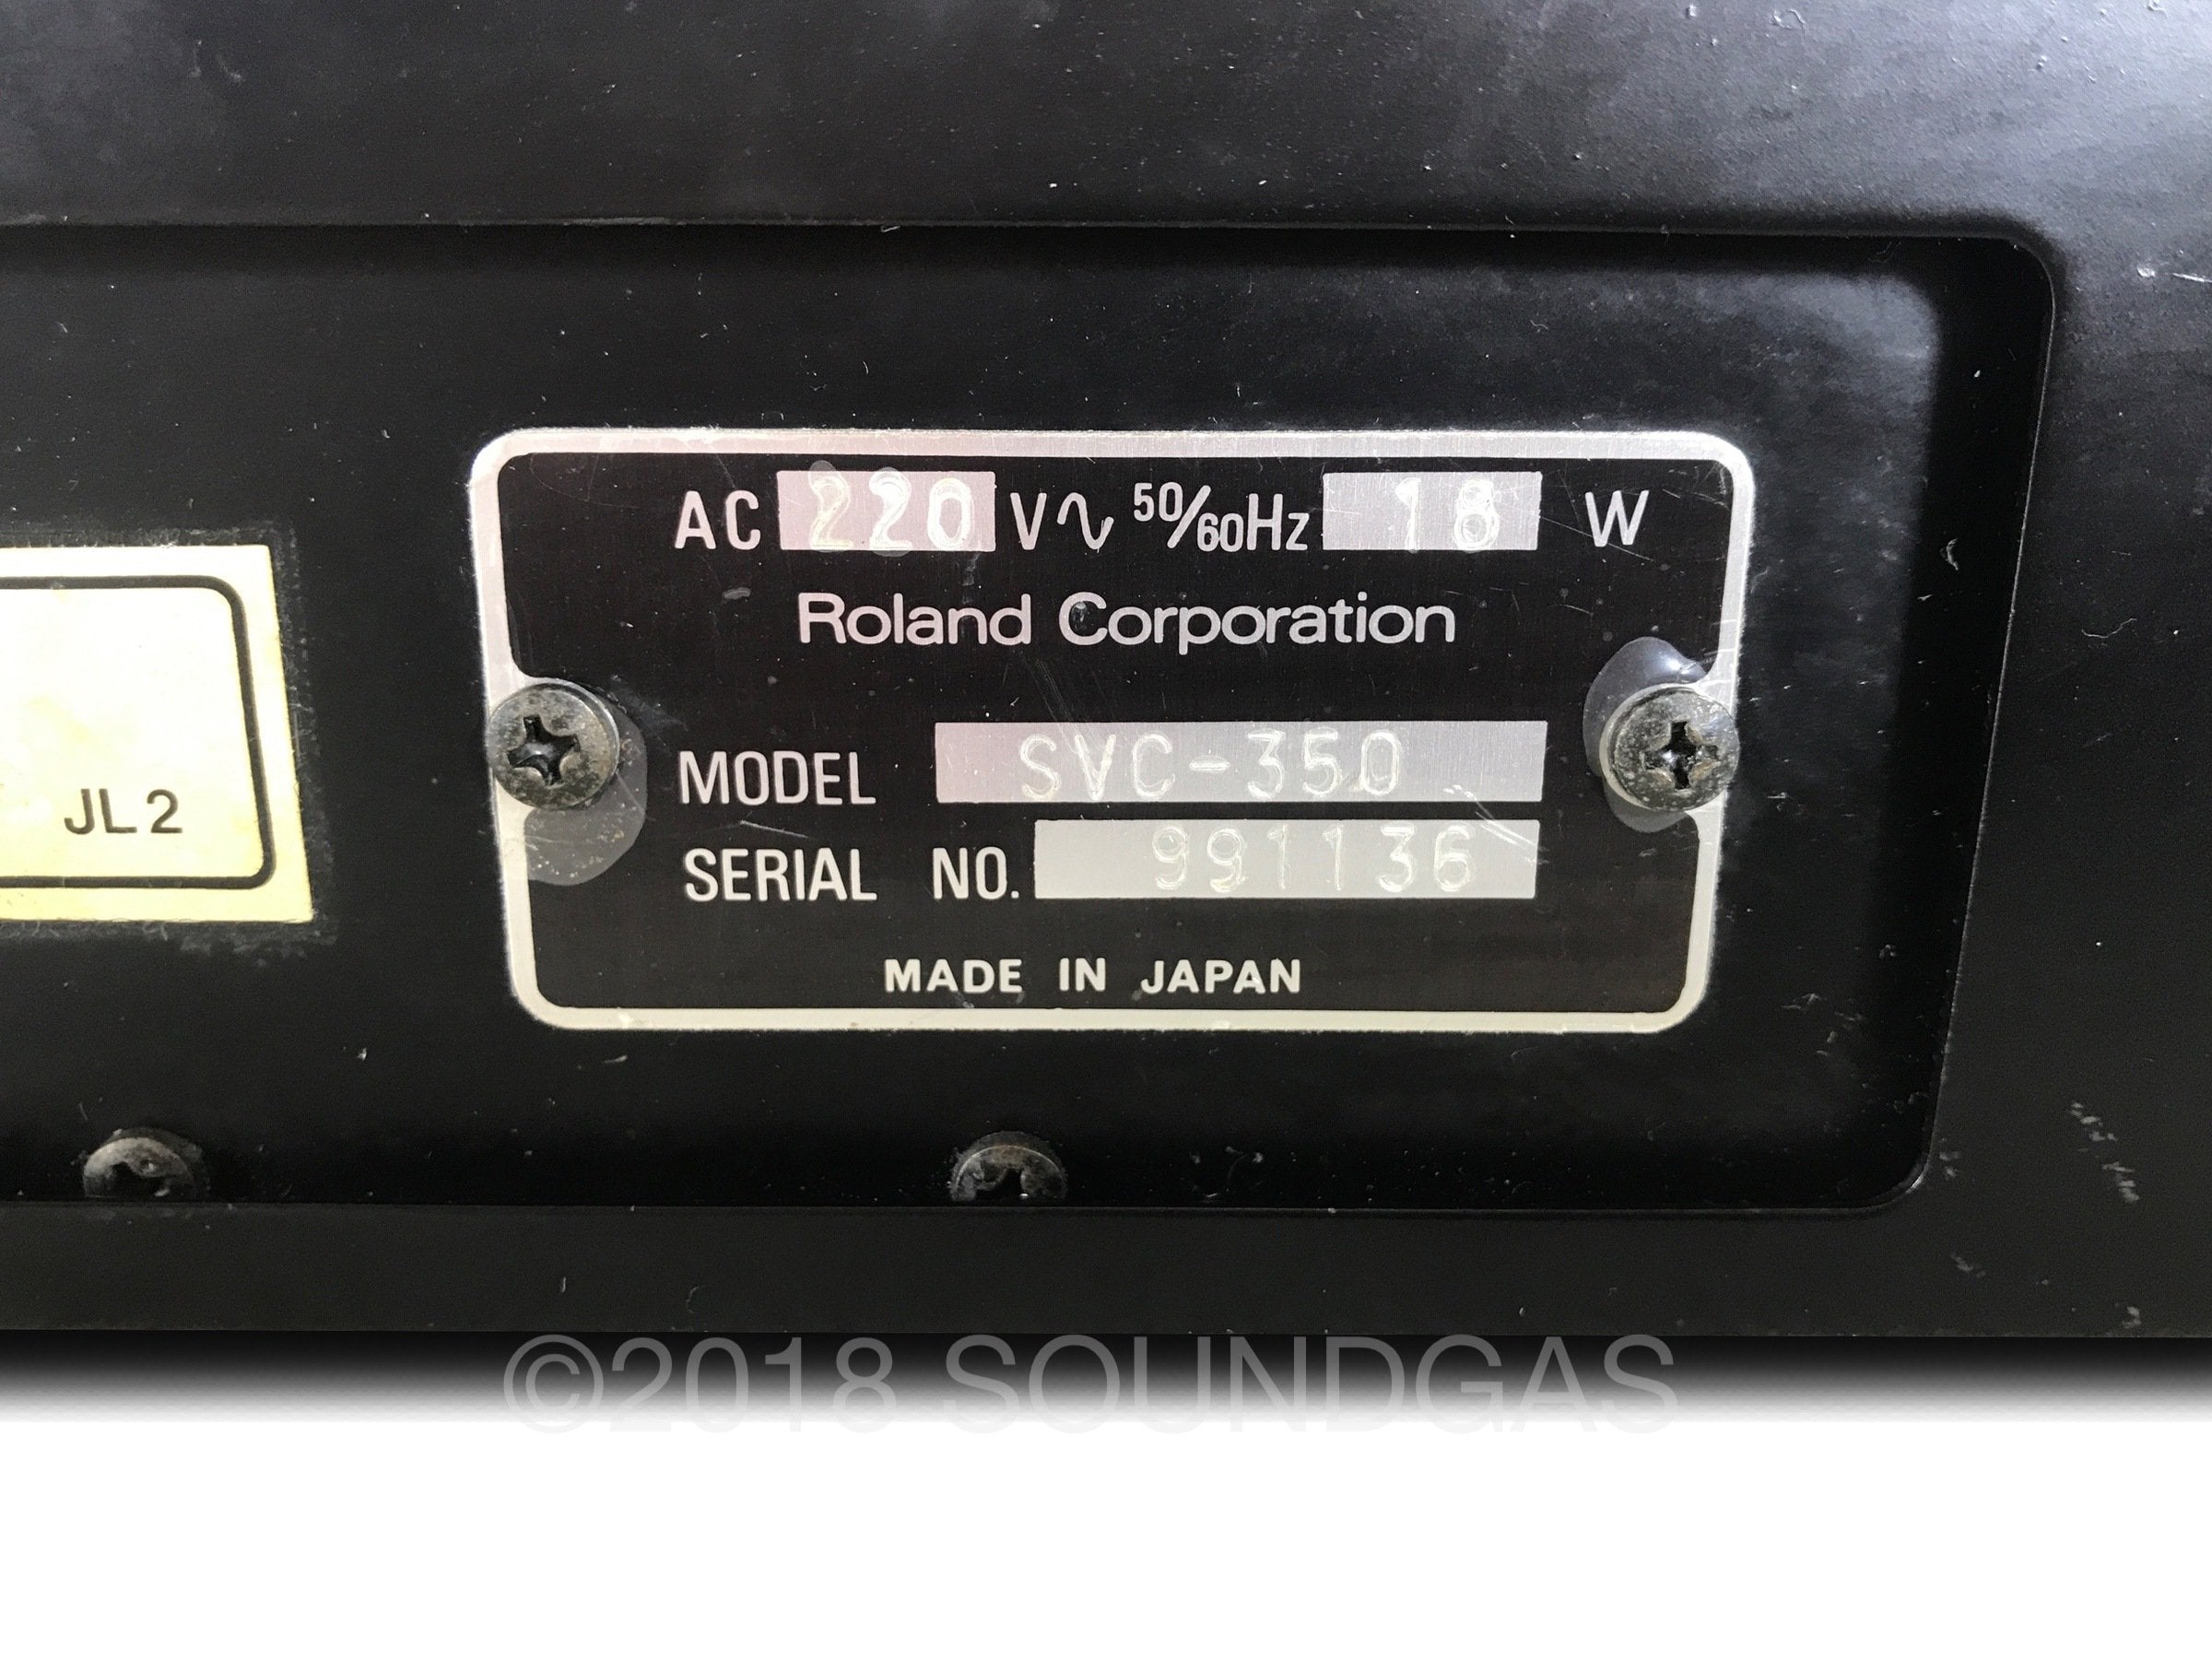 AC 220 V∿ 50/60Hz 18 W
Roland Corporation
MODEL SVC-350
SERIAL NO. 991136
MADE IN JAPAN
JL2
©2018 SOUNDGAS